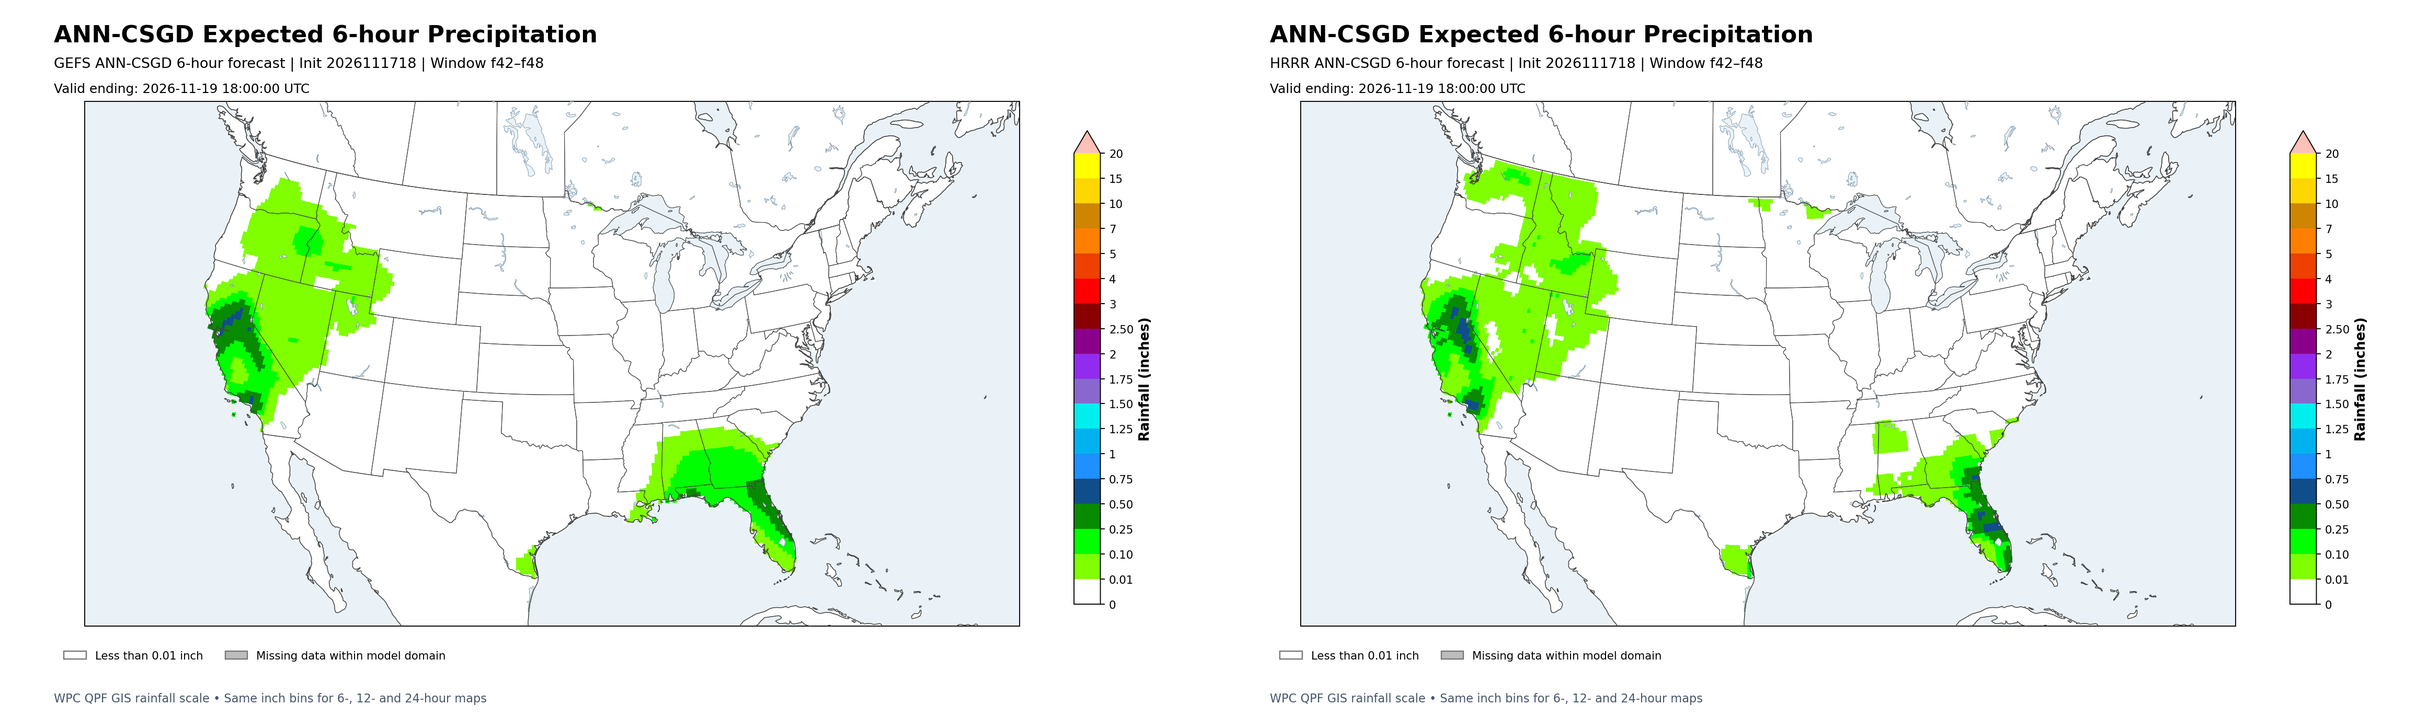 ANN-CSGD Expected 6-hour Precipitation
GEFS ANN-CSGD 6-hour forecast | Init 2026111718 | Window f42–f48
Valid ending: 2026-11-19 18:00:00 UTC
20
15
10
7
5
4
3
2.50
2
1.75
1.50
1.25
1
0.75
0.50
0.25
0.10
0.01
0
Rainfall (inches)
Less than 0.01 inch
Missing data within model domain
WPC QPF GIS rainfall scale • Same inch bins for 6-, 12- and 24-hour maps
ANN-CSGD Expected 6-hour Precipitation
HRRR ANN-CSGD 6-hour forecast | Init 2026111718 | Window f42–f48
Valid ending: 2026-11-19 18:00:00 UTC
20
15
10
7
5
4
3
2.50
2
1.75
1.50
1.25
1
0.75
0.50
0.25
0.10
0.01
0
Rainfall (inches)
Less than 0.01 inch
Missing data within model domain
WPC QPF GIS rainfall scale • Same inch bins for 6-, 12- and 24-hour maps